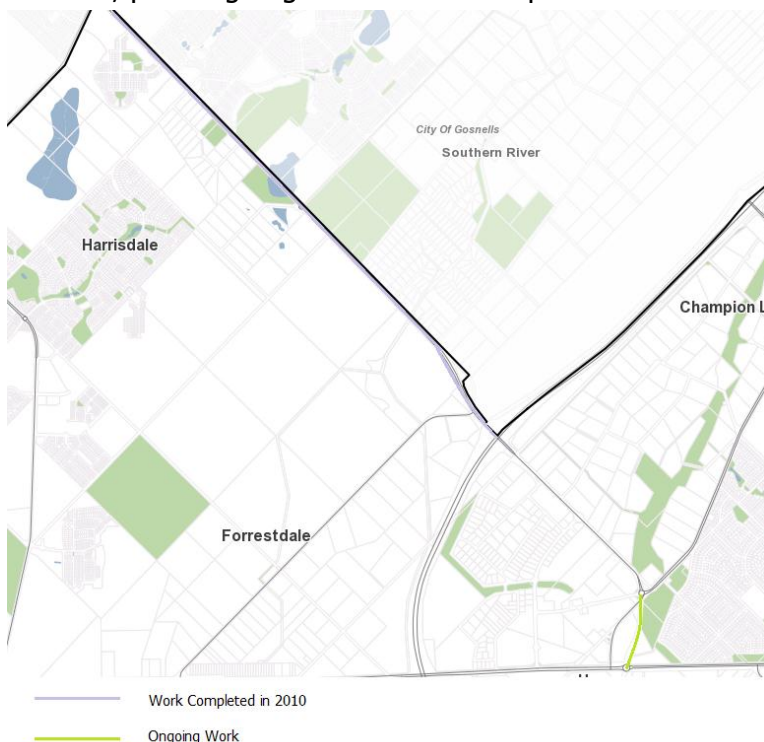 City Of Gosnells
Southern River
Harrisdale
Champion L
Forrestdale
Work Completed in 2010
Ongoing Work